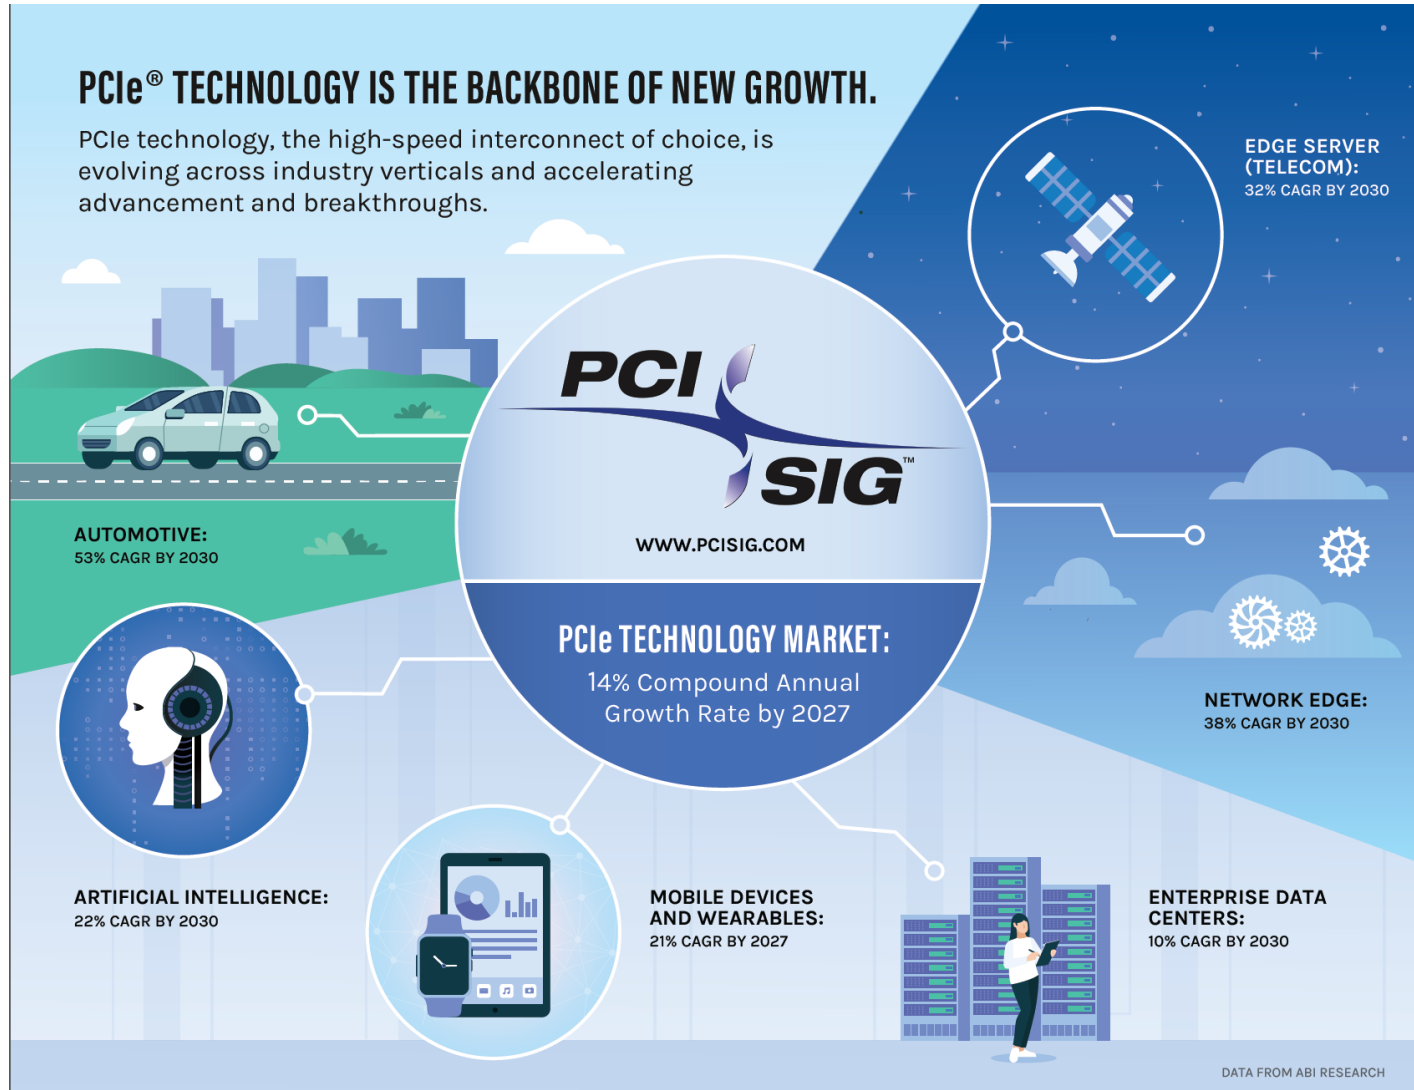 PCIe® TECHNOLOGY IS THE BACKBONE OF NEW GROWTH.
PCIe technology, the high-speed interconnect of choice, is
evolving across industry verticals and accelerating
advancement and breakthroughs.
EDGE SERVER
(TELECOM):
32% CAGR BY 2030
PCI
SIG™
WWW.PCISIG.COM
AUTOMOTIVE:
53% CAGR BY 2030
PCIe TECHNOLOGY MARKET:
14% Compound Annual
Growth Rate by 2027
NETWORK EDGE:
38% CAGR BY 2030
ARTIFICIAL INTELLIGENCE:
22% CAGR BY 2030
MOBILE DEVICES
AND WEARABLES:
21% CAGR BY 2027
ENTERPRISE DATA
CENTERS:
10% CAGR BY 2030
DATA FROM ABI RESEARCH